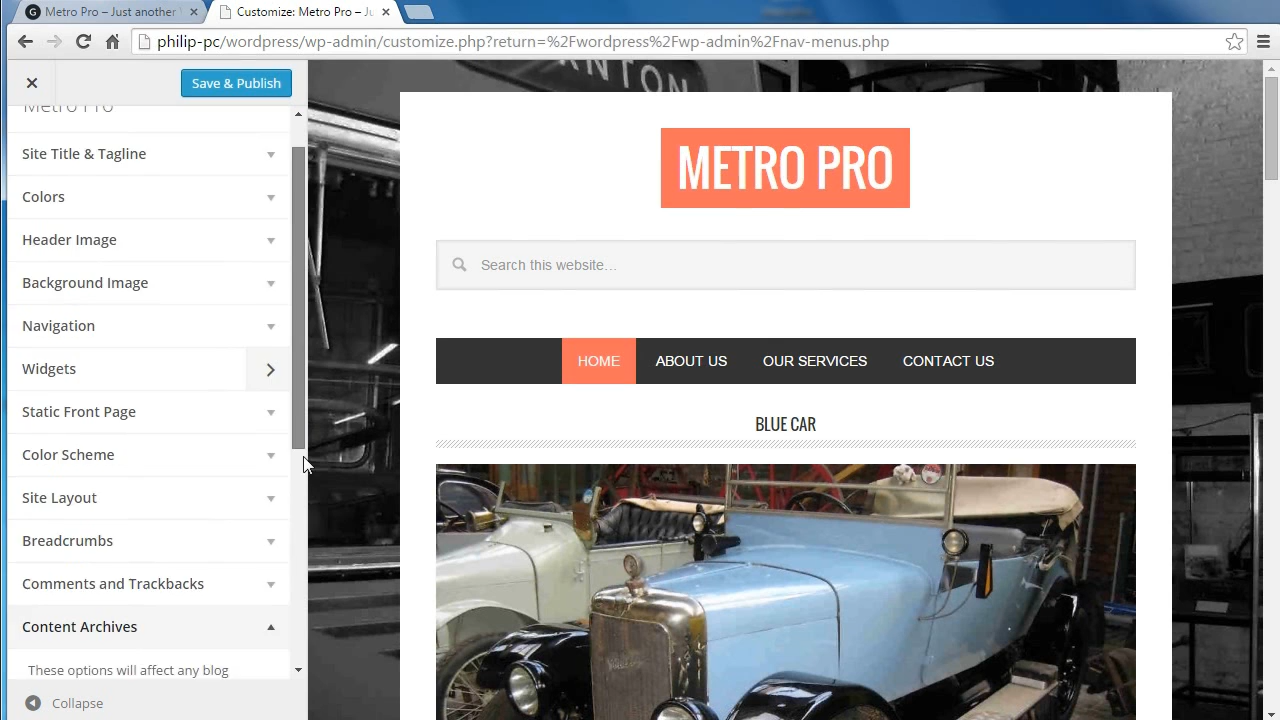 Metro Pro – Just another
Customize: Metro Pro – Ju
philip-pc/wordpress/wp-admin/customize.php?return=%2Fwordpress%2Fwp-admin%2Fnav-menus.php
Save & Publish
Metro Pro
Site Title & Tagline
Colors
Header Image
Background Image
Navigation
Widgets
Static Front Page
Color Scheme
Site Layout
Breadcrumbs
Comments and Trackbacks
Content Archives
These options will affect any blog
Collapse
METRO PRO
Search this website...
HOME ABOUT US OUR SERVICES CONTACT US
BLUE CAR